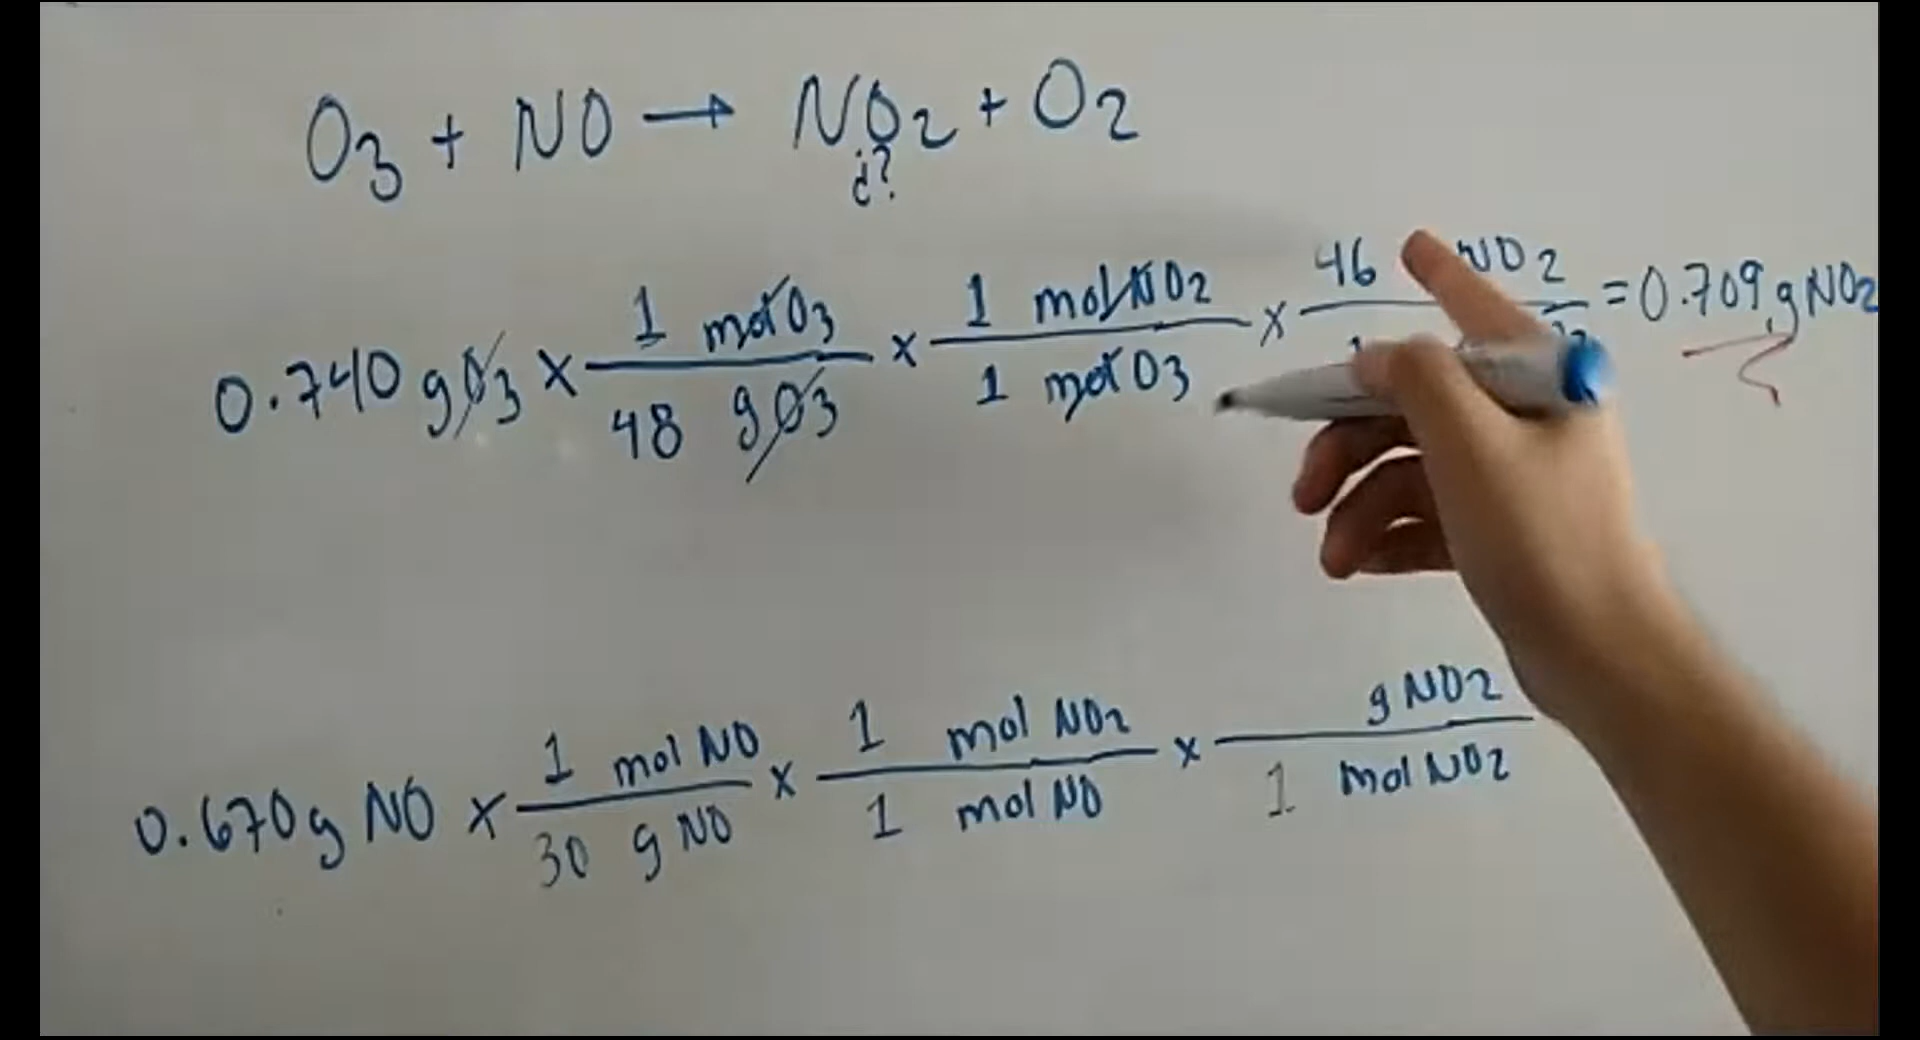 O3 + NO → NO2 + O2
¿?
0.740 g O3 x 1 mol O3 / 48 g O3 x 1 mol NO2 / 1 mol O3 x 46 NO2 / 1 = 0.709 g NO2
0.670 g NO x 1 mol NO / 30 g NO x 1 mol NO2 / 1 mol NO x g NO2 / 1 mol NO2